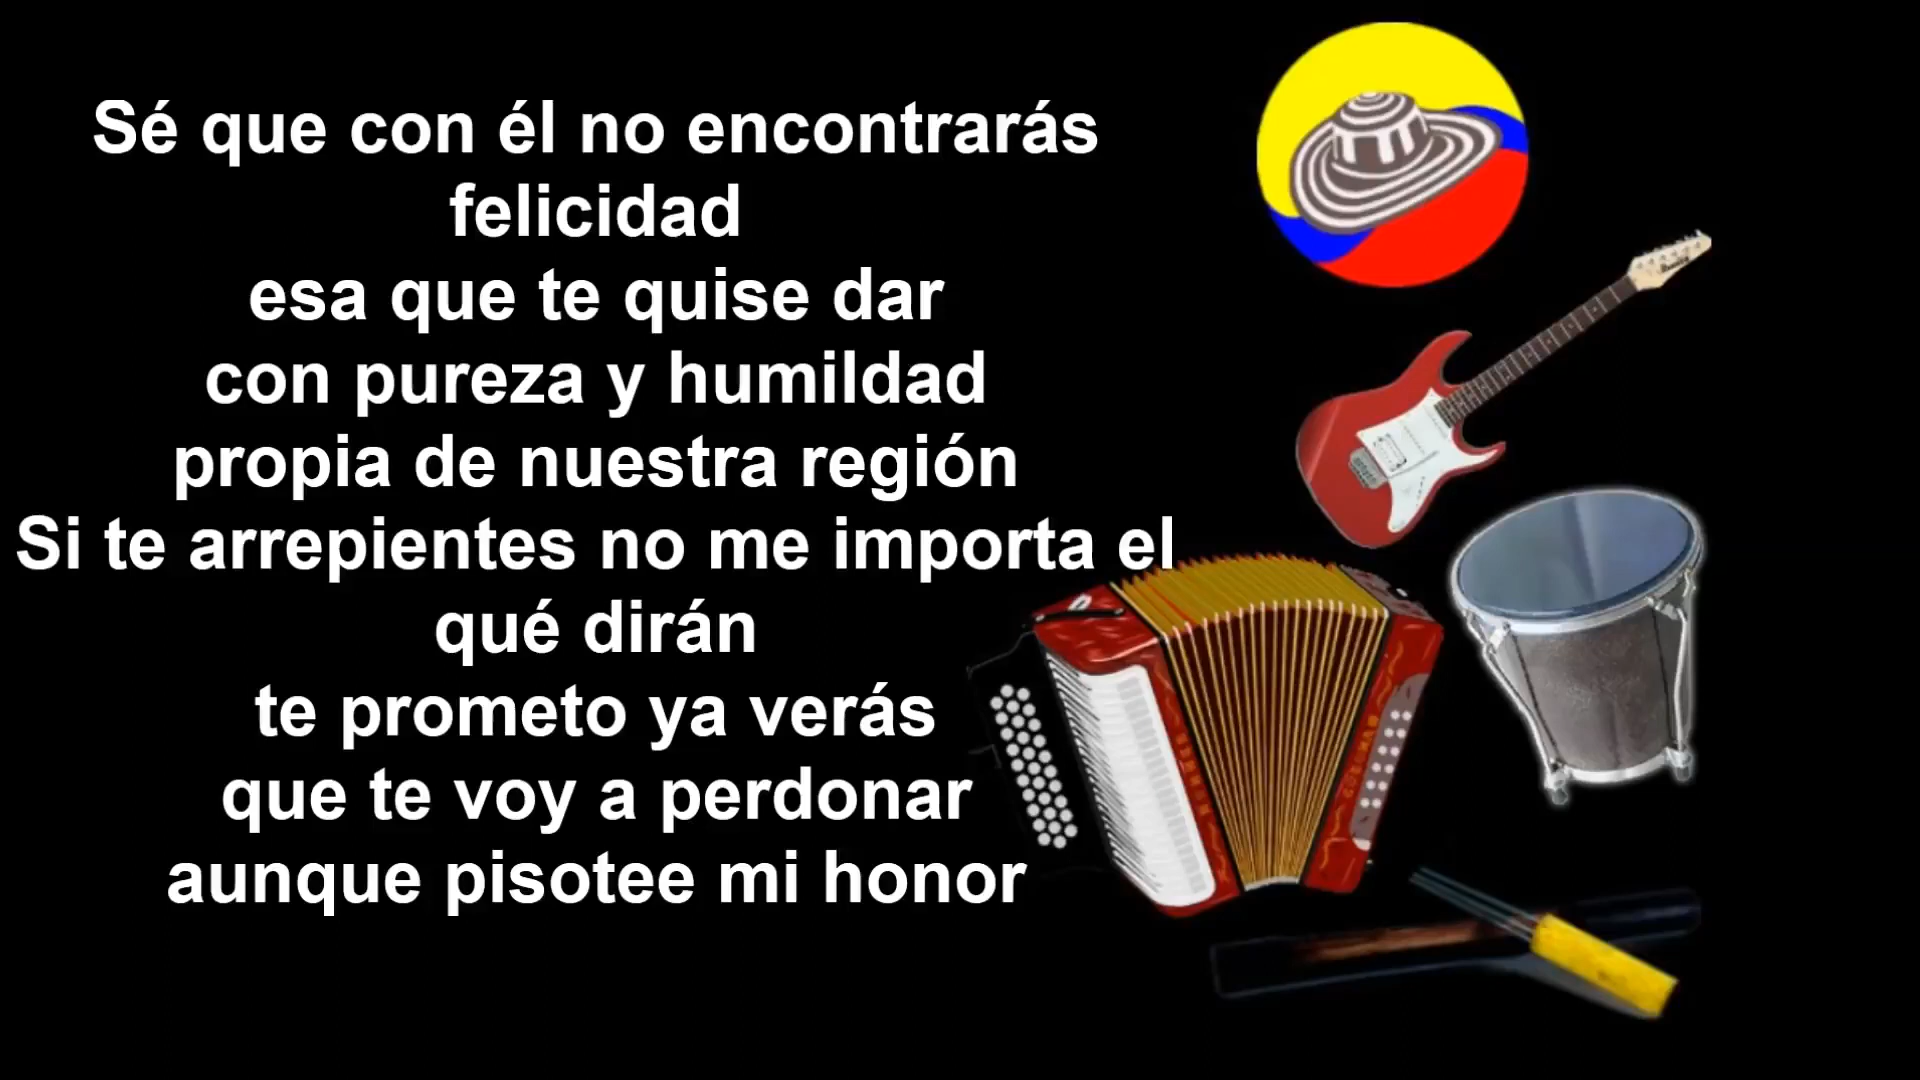 Sé que con él no encontrarás
felicidad
esa que te quise dar
con pureza y humildad
propia de nuestra región
Si te arrepientes no me importa el
qué dirán
te prometo ya verás
que te voy a perdonar
aunque pisotee mi honor